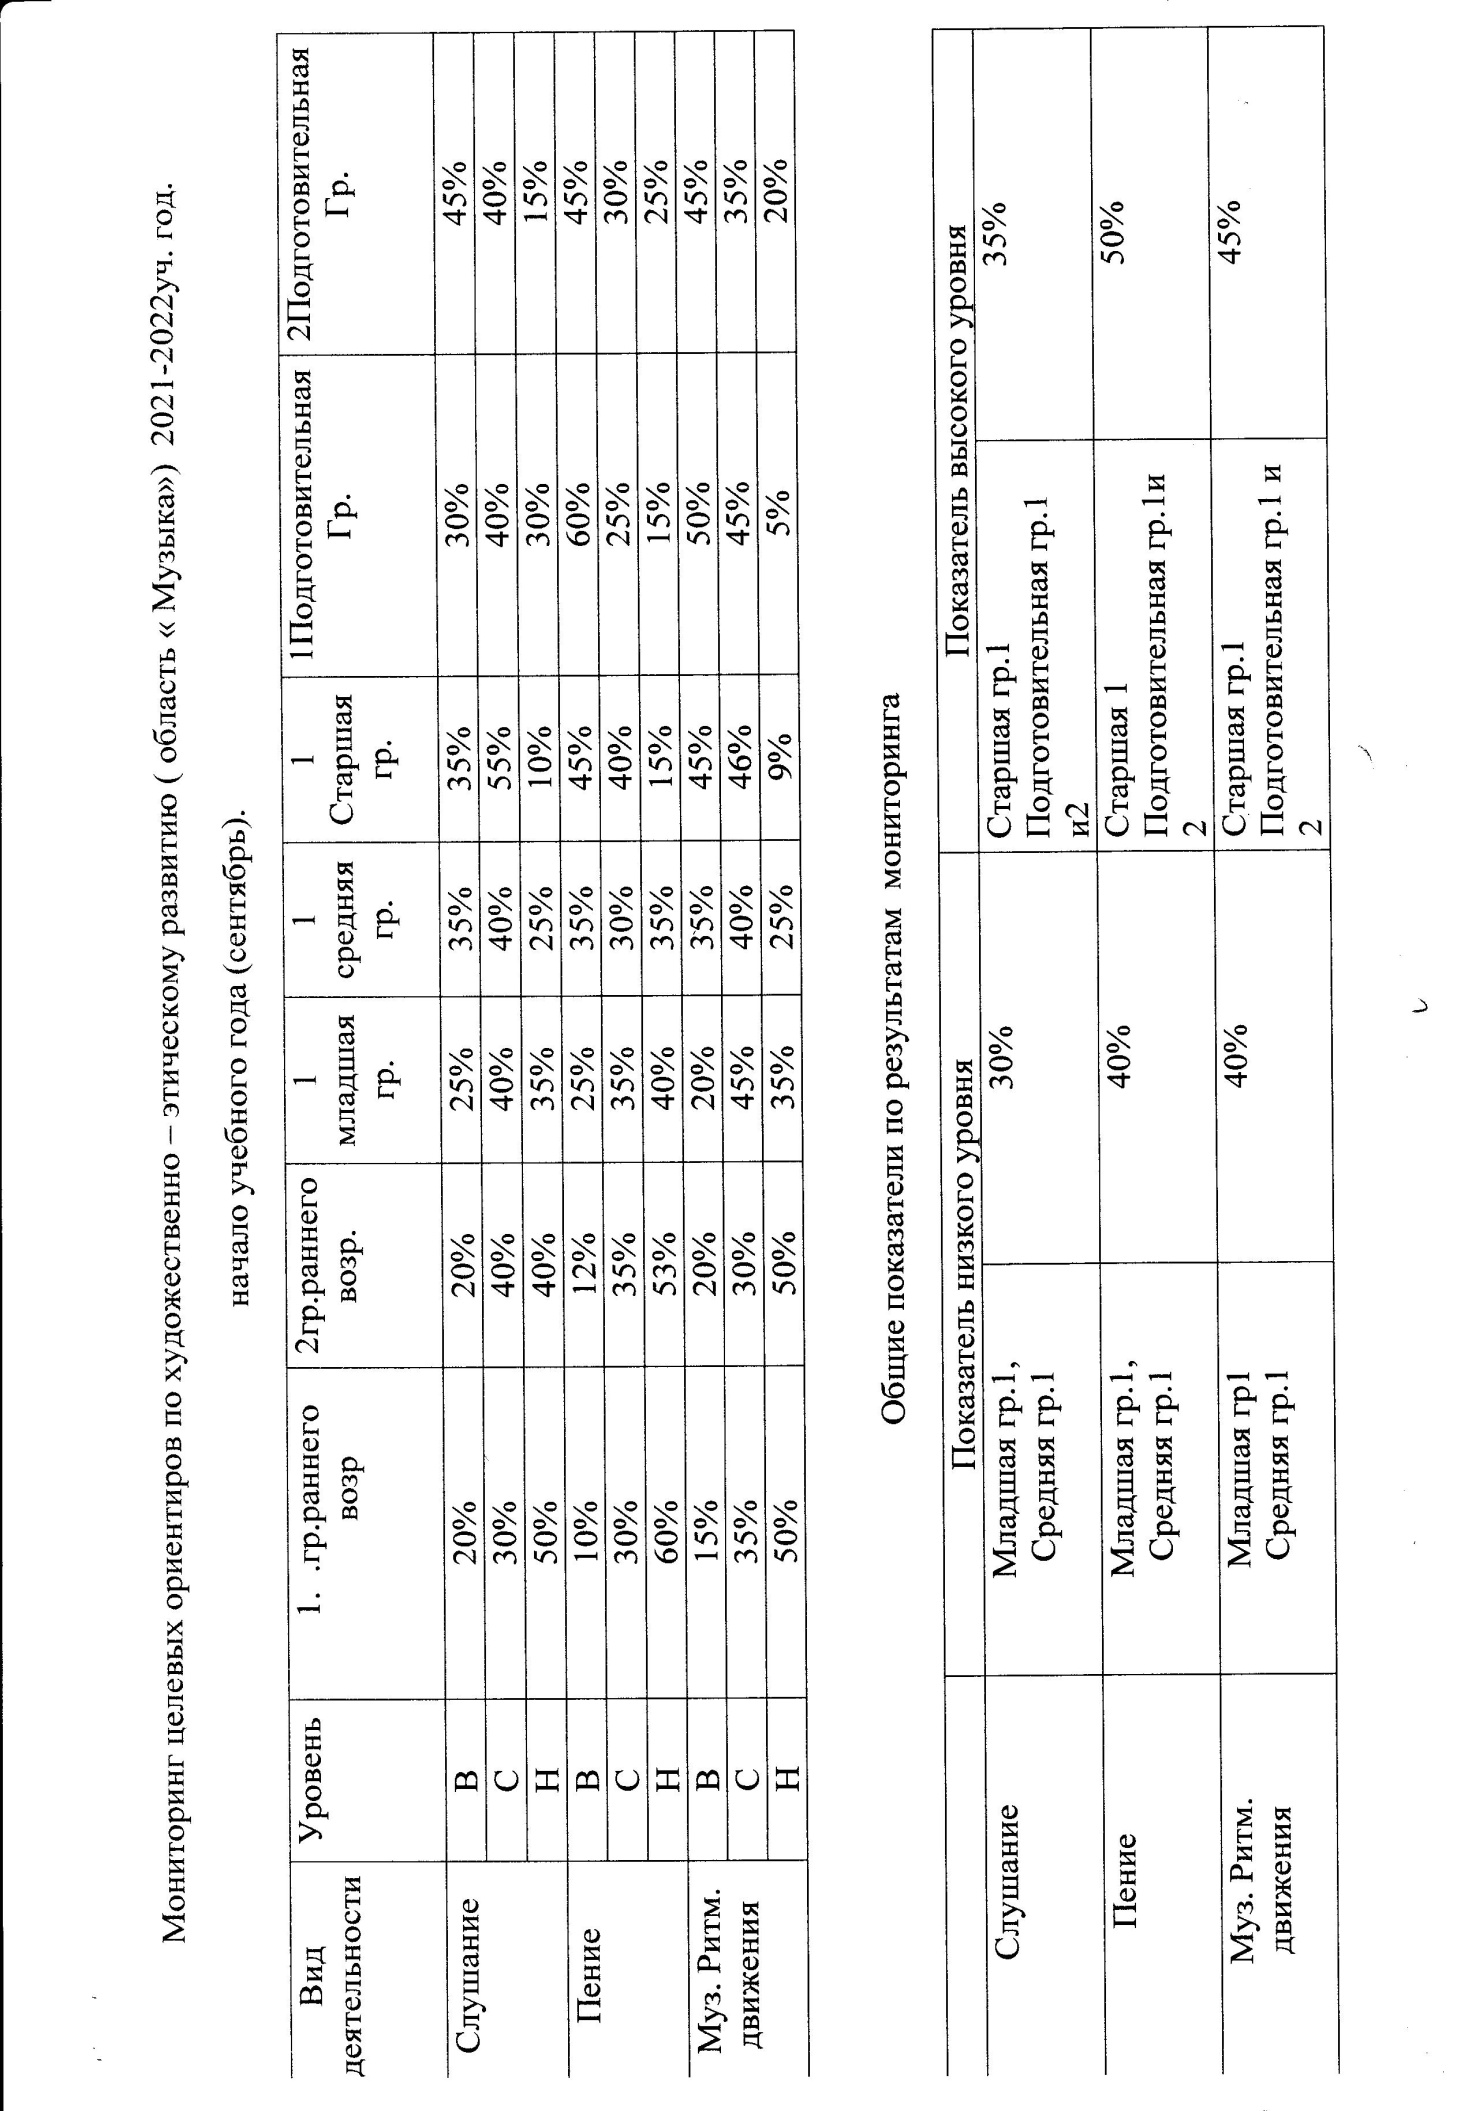 Мониторинг целевых ориентиров по художественно – этическому развитию ( область « Музыка») 2021-2022уч. год.
начало учебного года (сентябрь).
Вид деятельности Уровень 1. .гр.раннего возр 2гр.раннего возр. 1 младшая гр. 1 средняя гр. 1 Старшая гр. 1Подготовительная Гр. 2Подготовительная Гр.
Слушание В 20% 20% 25% 35% 35% 30% 45%
С 30% 40% 40% 40% 55% 40% 40%
Н 50% 40% 35% 25% 10% 30% 15%
Пение В 10% 12% 25% 35% 45% 60% 45%
С 30% 35% 35% 30% 40% 25% 30%
Н 60% 53% 40% 35% 15% 15% 25%
Муз. Ритм. движения В 15% 20% 20% 35% 45% 50% 45%
С 35% 30% 45% 40% 46% 45% 35%
Н 50% 50% 35% 25% 9% 5% 20%
Общие показатели по результатам мониторинга
Показатель низкого уровня Показатель высокого уровня
Слушание Младшая гр.1, Средняя гр.1 30% Старшая гр.1 Подготовительная гр.1 и2 35%
Пение Младшая гр.1, Средняя гр.1 40% Старшая 1 Подготовительная гр.1и 2 50%
Муз. Ритм. движения Младшая гр1 Средняя гр.1 40% Старшая гр.1 Подготовительная гр.1 и 2 45%